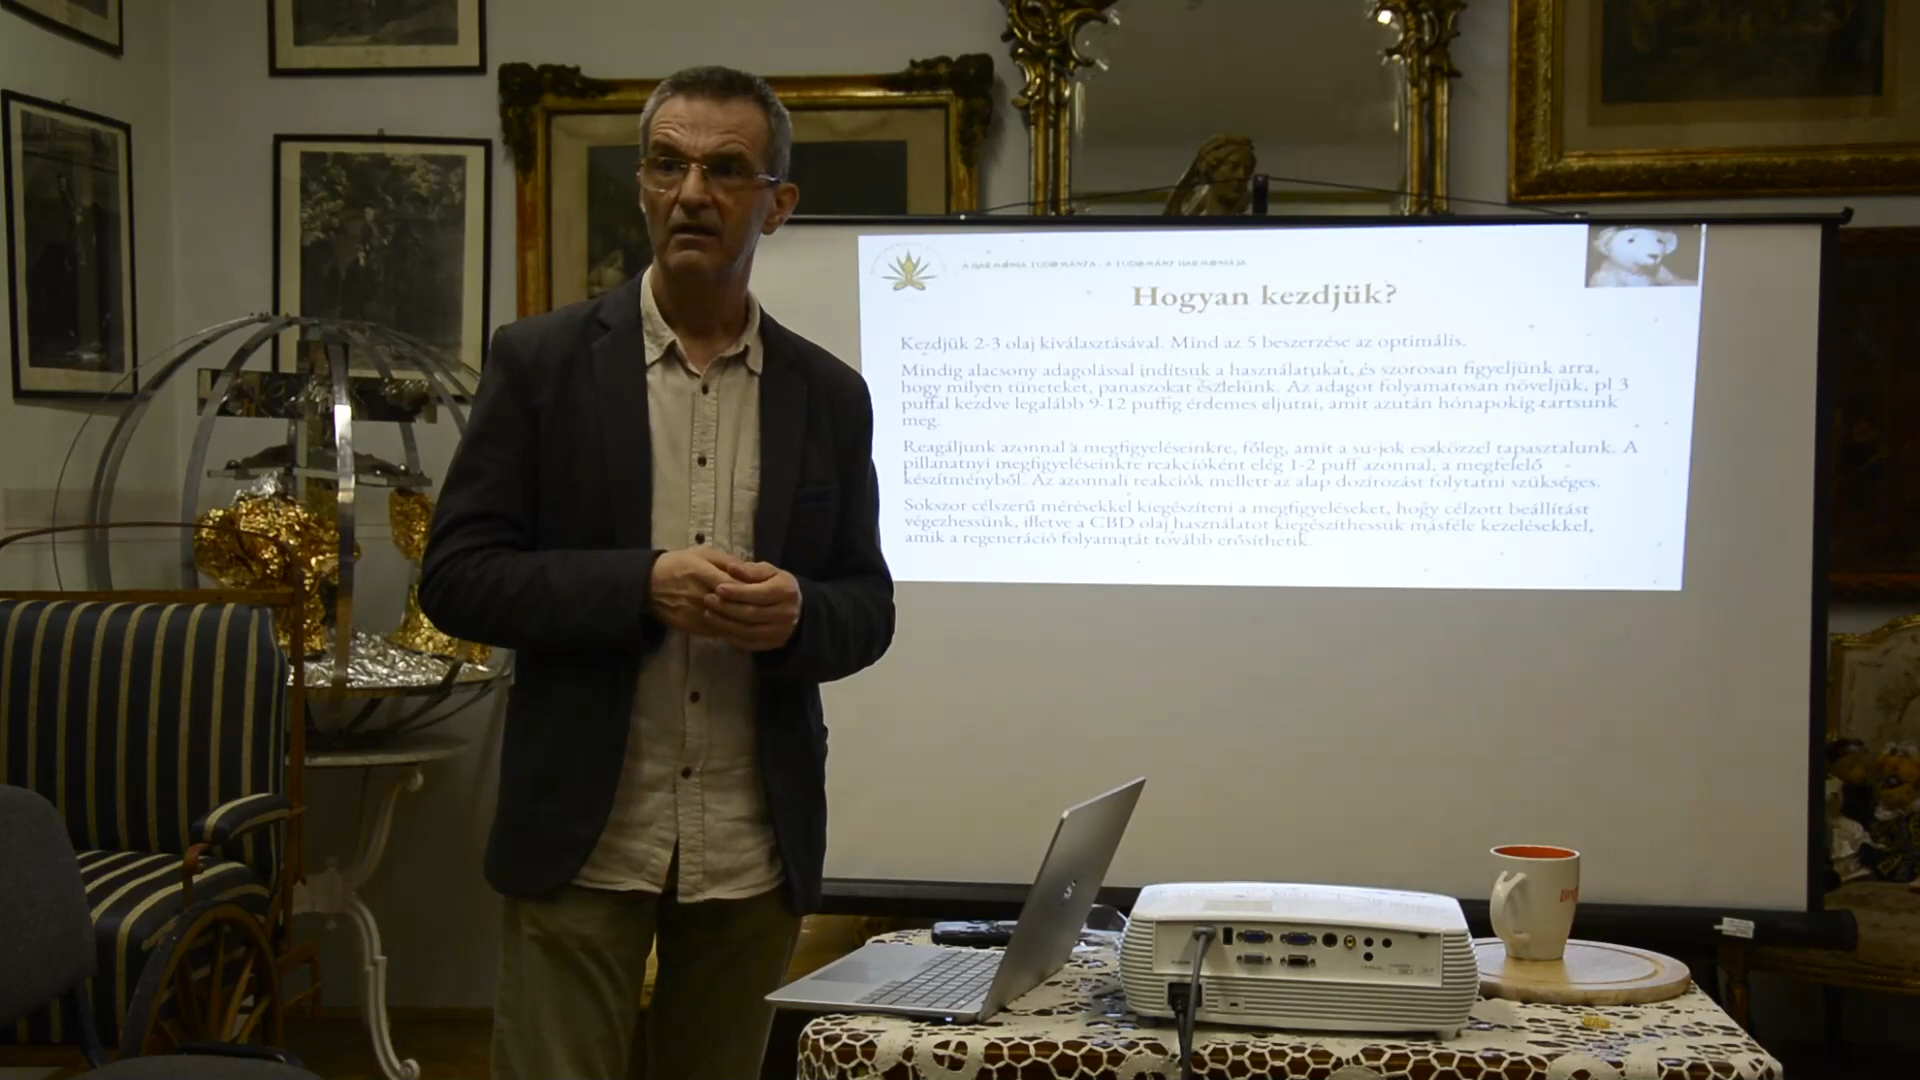 A HARMÓNIA TUDOMÁNYA - A TUDOMÁNY HARMÓNIÁJA
Hogyan kezdjük?
Kezdjük 2-3 olaj kiválasztásával. Mind az 5 beszerzése az optimális.
Mindig alacsony adagolással indítsuk a használatukat, és szorosan figyeljünk arra,
hogy milyen tüneteket, panaszokat észlelünk. Az adagot folyamatosan növeljük, pl 3
puffal kezdve legalább 9-12 puffig érdemes eljutni, amit azután hónapokig tartsunk
meg.
Reagáljunk azonnal a megfigyeléseinkre, főleg, amit a su-jok eszközzel tapasztalunk. A
pillanatnyi megfigyeléseinkre reakcióként elég 1-2 puff azonnal, a megfelelő
készítményből. Az azonnali reakciók mellett az alap dozírozást folytatni szükséges.
Sokszor célszerű mérésekkel kiegészíteni a megfigyeléseket, hogy célzott beállítást
végezhessünk, illetve a CBD olaj használatot kiegészíthessük másféle kezelésekkel,
amik a regeneráció folyamatát tovább erősíthetik.